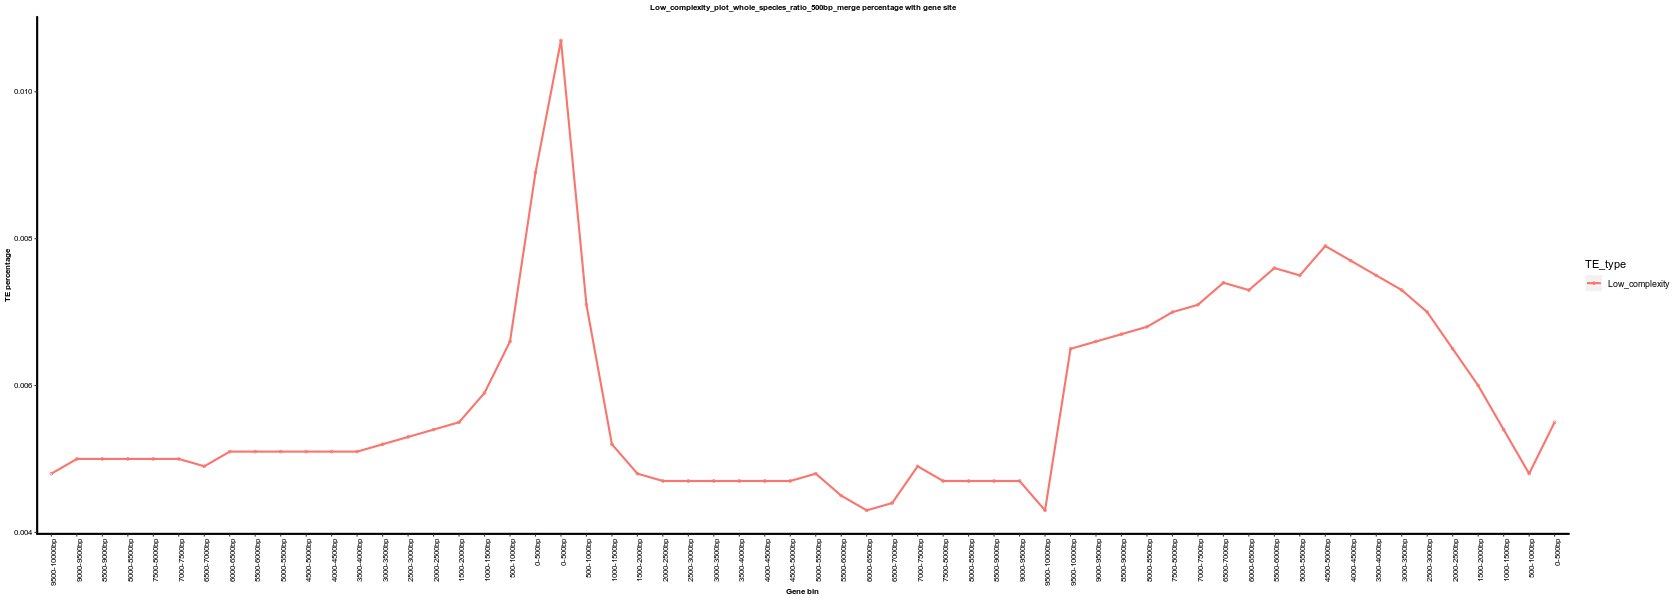 Low_complexity_plot_whole_species_ratio_500bp_merge percentage with gene site
TE percentage
0.010
0.008
0.006
0.004
9500-10000bp
9000-9500bp
8500-9000bp
8000-8500bp
7500-8000bp
7000-7500bp
6500-7000bp
6000-6500bp
5500-6000bp
5000-5500bp
4500-5000bp
4000-4500bp
3500-4000bp
3000-3500bp
2500-3000bp
2000-2500bp
1500-2000bp
1000-1500bp
500-1000bp
0-500bp
0-500bp
500-1000bp
1000-1500bp
1500-2000bp
2000-2500bp
2500-3000bp
3000-3500bp
3500-4000bp
4000-4500bp
4500-5000bp
5000-5500bp
5500-6000bp
6000-6500bp
6500-7000bp
7000-7500bp
7500-8000bp
8000-8500bp
8500-9000bp
9000-9500bp
9500-10000bp
9500-10000bp
9000-9500bp
8500-9000bp
8000-8500bp
7500-8000bp
7000-7500bp
6500-7000bp
6000-6500bp
5500-6000bp
5000-5500bp
4500-5000bp
4000-4500bp
3500-4000bp
3000-3500bp
2500-3000bp
2000-2500bp
1500-2000bp
1000-1500bp
500-1000bp
0-500bp
Gene bin
TE_type
Low_complexity